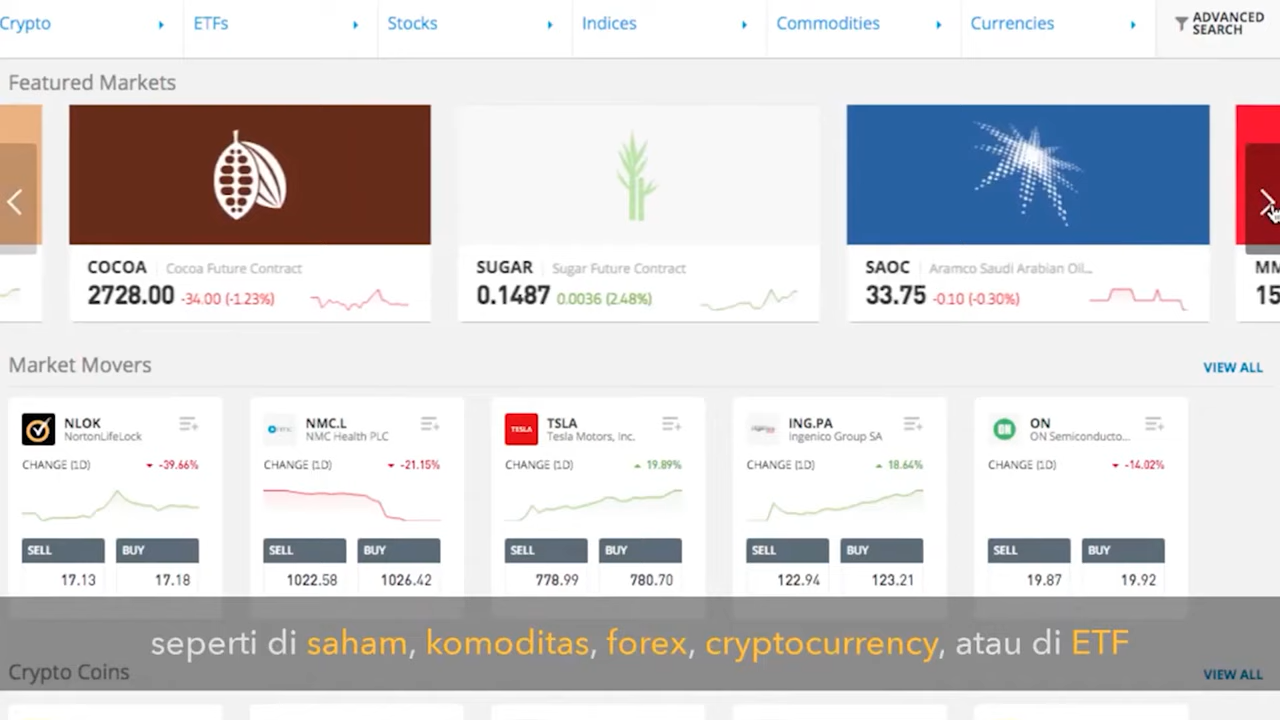 Crypto ETFs Stocks Indices Commodities Currencies ADVANCED SEARCH
Featured Markets
COCOA Cocoa Future Contract
2728.00 -34.00 (-1.23%)
SUGAR Sugar Future Contract
0.1487 0.0036 (2.48%)
SAOC Aramco Saudi Arabian Oil...
33.75 -0.10 (-0.30%)
MM
15
Market Movers VIEW ALL
NLOK
NortonLifeLock
CHANGE (1D) -39.66%
SELL BUY
17.13 17.18
NMC.L
NMC Health PLC
CHANGE (1D) -21.15%
SELL BUY
1022.58 1026.42
TESLA
TSLA
Tesla Motors, Inc.
CHANGE (1D) 19.89%
SELL BUY
778.99 780.70
ING.PA
Ingenico Group SA
CHANGE (1D) 18.64%
SELL BUY
122.94 123.21
ON
ON
ON Semiconducto...
CHANGE (1D) -14.02%
SELL BUY
19.87 19.92
seperti di saham, komoditas, forex, cryptocurrency, atau di ETF
Crypto Coins VIEW ALL